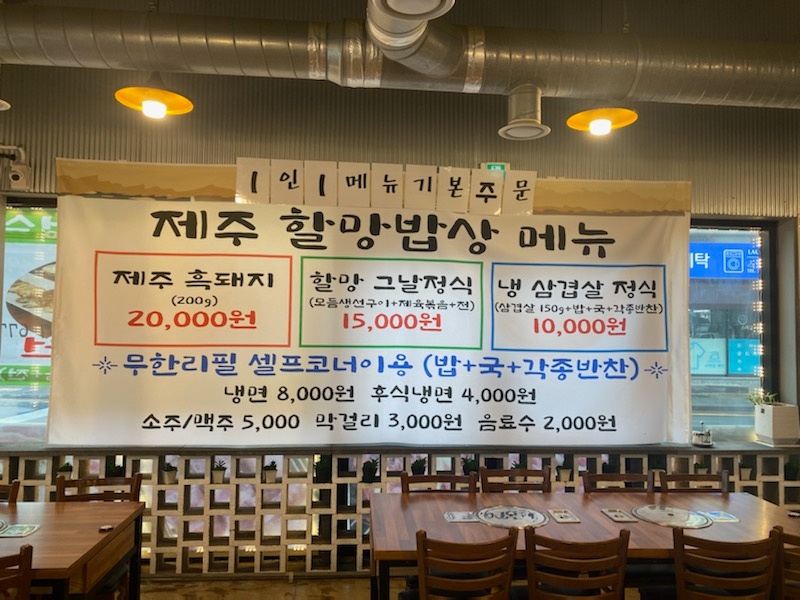 1인1메뉴기본주문
제주 할망밥상 메뉴
제주 흑돼지
(200g)
20,000원
할망 그날정식
(모듬생선구이+제육볶음+전)
15,000원
냉 삼겹살 정식
(삼겹살 150g+밥+국+각종반찬)
10,000원
무한리필 셀프코너이용 (밥+국+각종반찬)
냉면 8,000원 후식냉면 4,000원
소주/맥주 5,000 막걸리 3,000원 음료수 2,000원